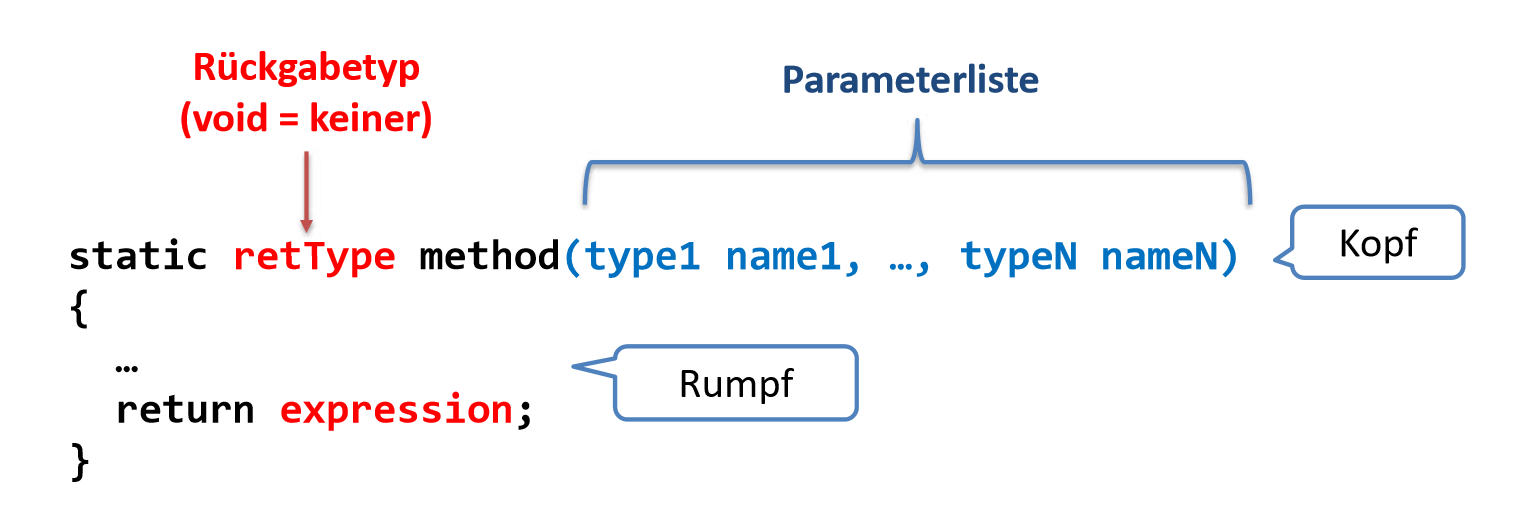 Rückgabetyp
(void = keiner)
Parameterliste
static retType method(type1 name1, …, typeN nameN)
Kopf
{
…
Rumpf
return expression;
}